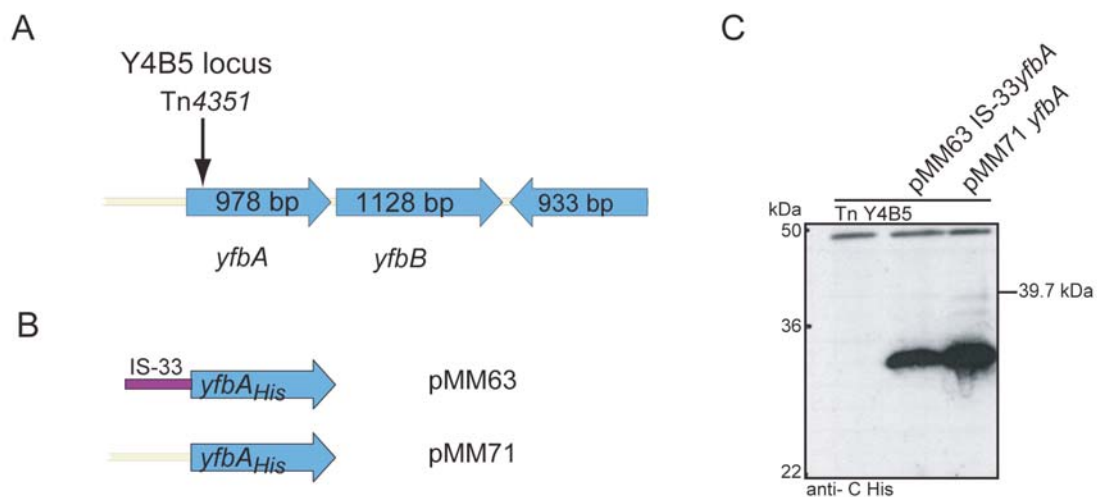 A
Y4B5 locus
Tn4351
978 bp
1128 bp
933 bp
yfbA
yfbB
B
IS-33
yfbAHis
pMM63
yfbAHis
pMM71
C
pMM63 IS-33yfbA
pMM71 yfbA
kDa
Tn Y4B5
50
39.7 kDa
36
22
anti- C His